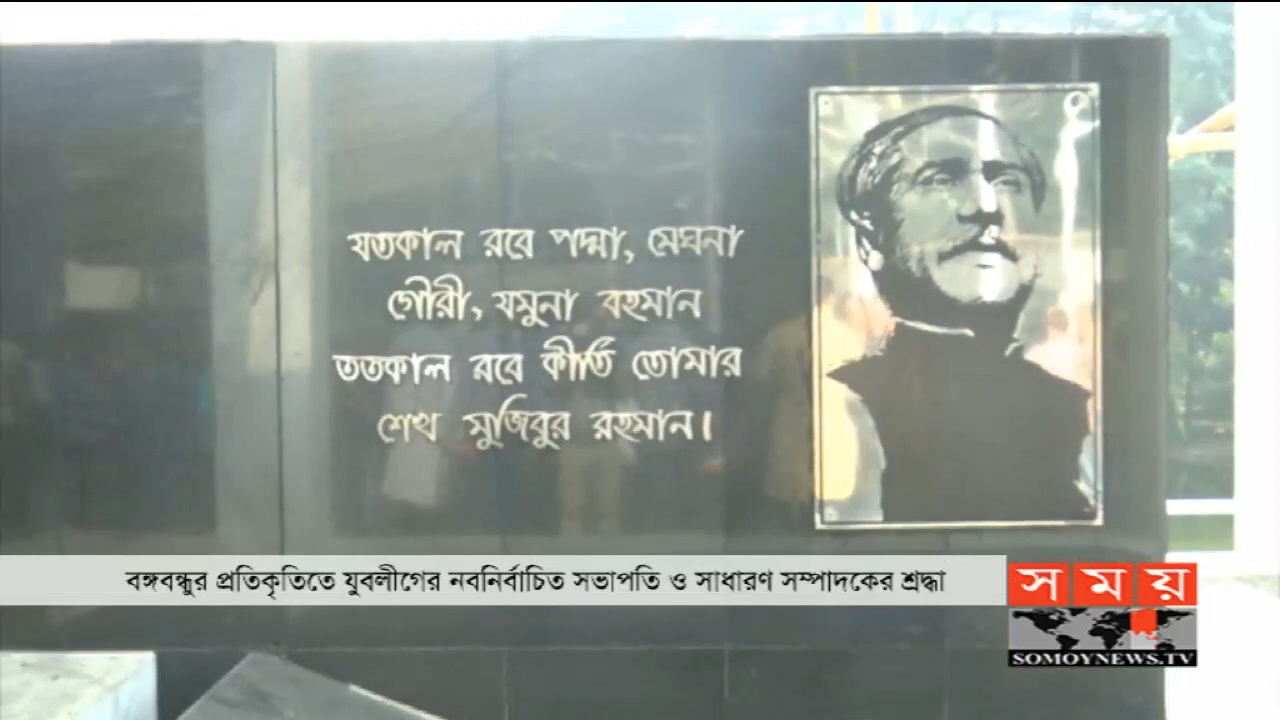 যতকাল রবে পদ্মা, মেঘনা
গৌরী, যমুনা বহমান
ততকাল রবে কীর্তি তোমার
শেখ মুজিবুর রহমান।
বঙ্গবন্ধুর প্রতিকৃতিতে যুবলীগের নবনির্বাচিত সভাপতি ও সাধারণ সম্পাদকের শ্রদ্ধা
সময়
SOMOYNEWS.TV